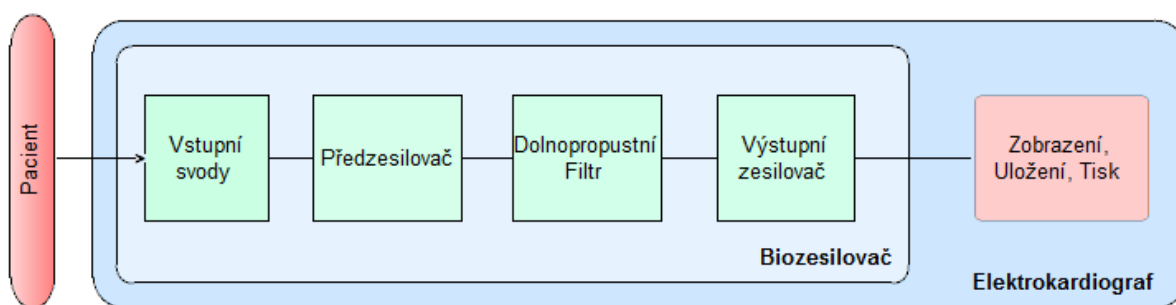 Pacient
Vstupní
svody
Předzesilovač
Dolnopropustní
Filtr
Výstupní
zesilovač
Zobrazení,
Uložení, Tisk
Biozesilovač
Elektrokardiograf